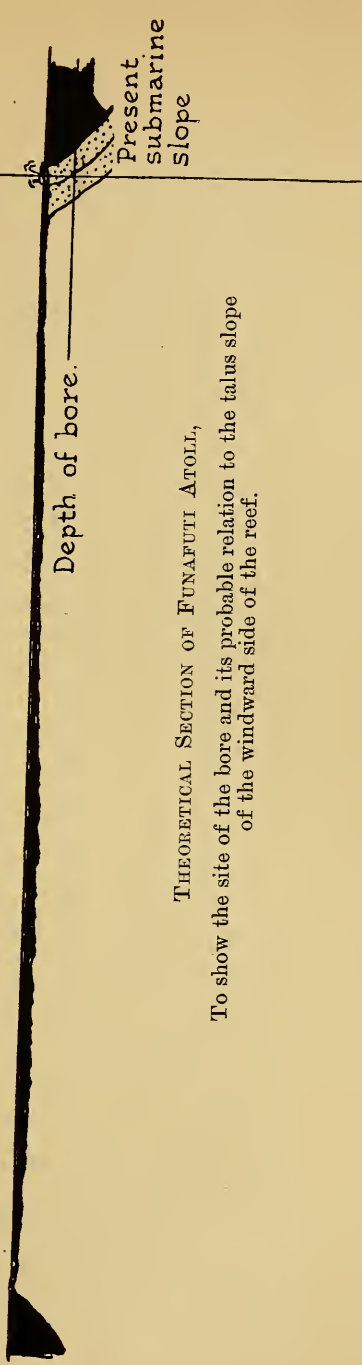 Present
submarine
slope
Depth of bore.
THEORETICAL SECTION OF FUNAFUTI ATOLL,
To show the site of the bore and its probable relation to the talus slope
of the windward side of the reef.